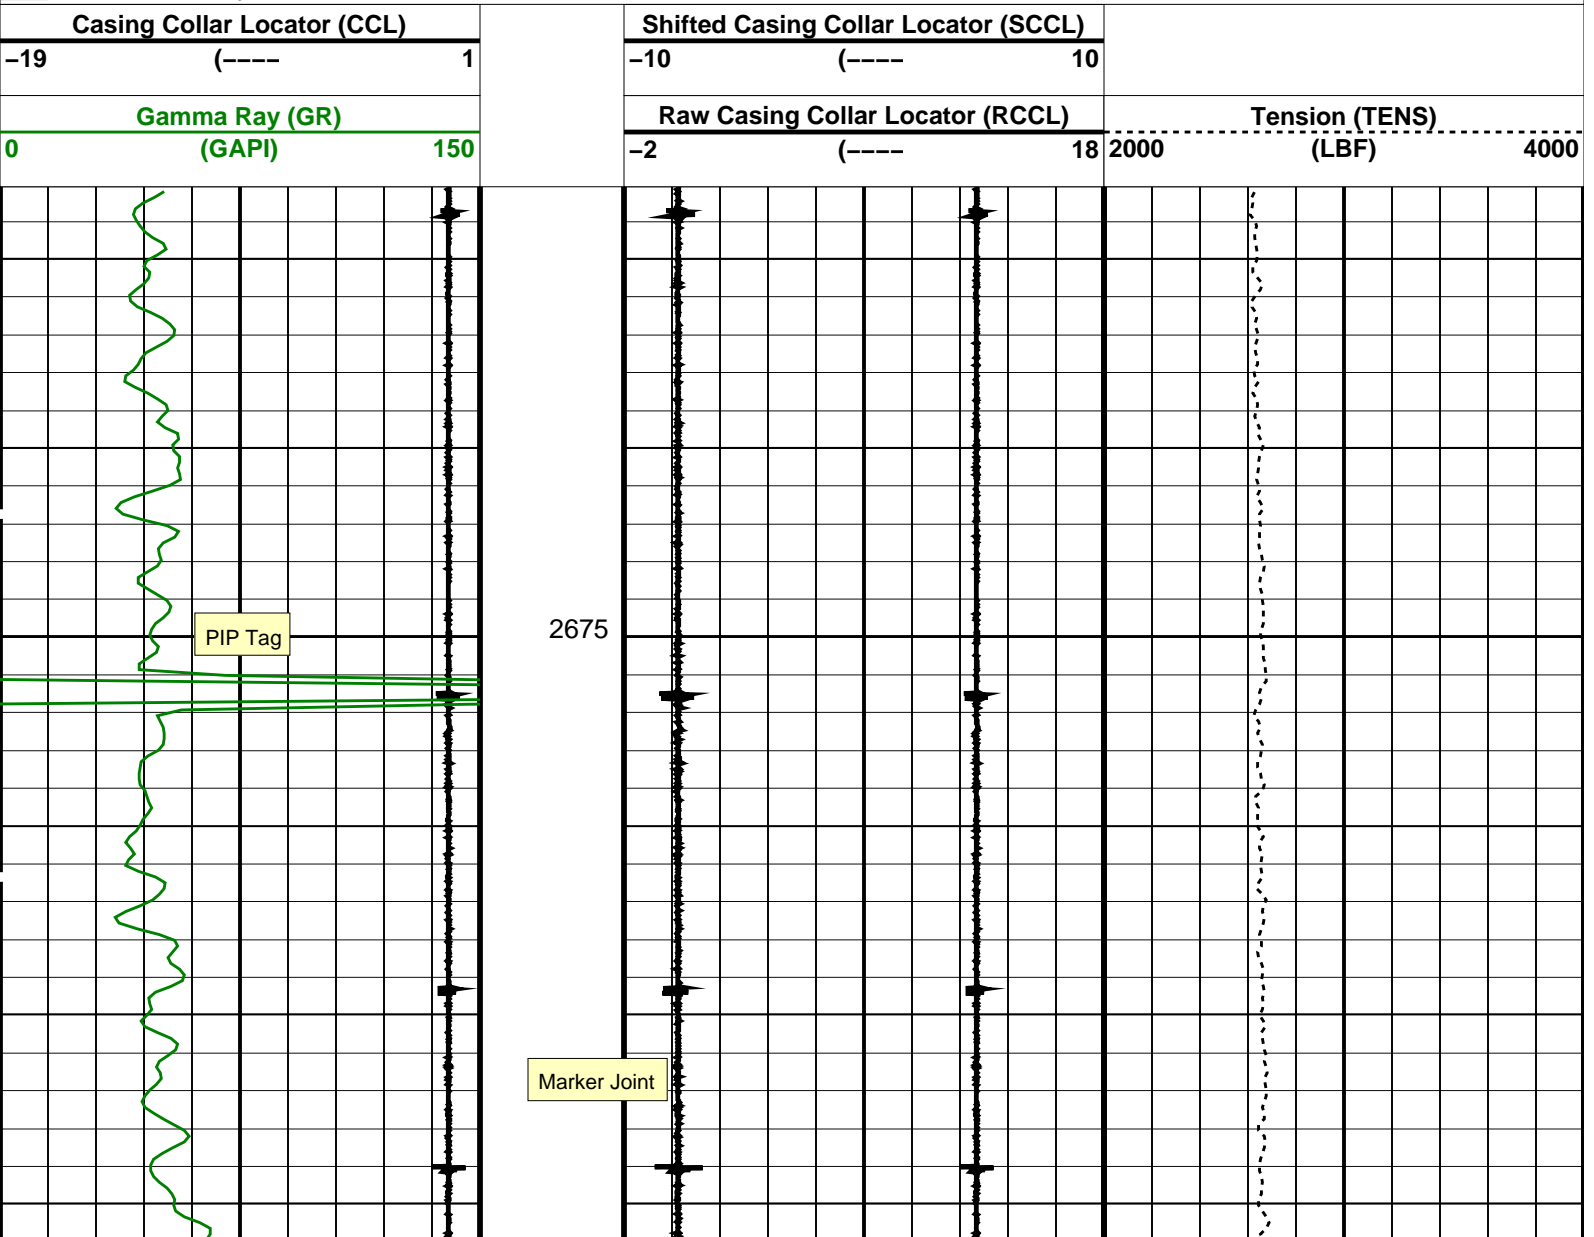 Casing Collar Locator (CCL)
−19 (−−−− 1
Shifted Casing Collar Locator (SCCL)
−10 (−−−− 10
Gamma Ray (GR)
0 (GAPI) 150
Raw Casing Collar Locator (RCCL)
−2 (−−−− 18
Tension (TENS)
2000 (LBF) 4000
PIP Tag
2675
Marker Joint